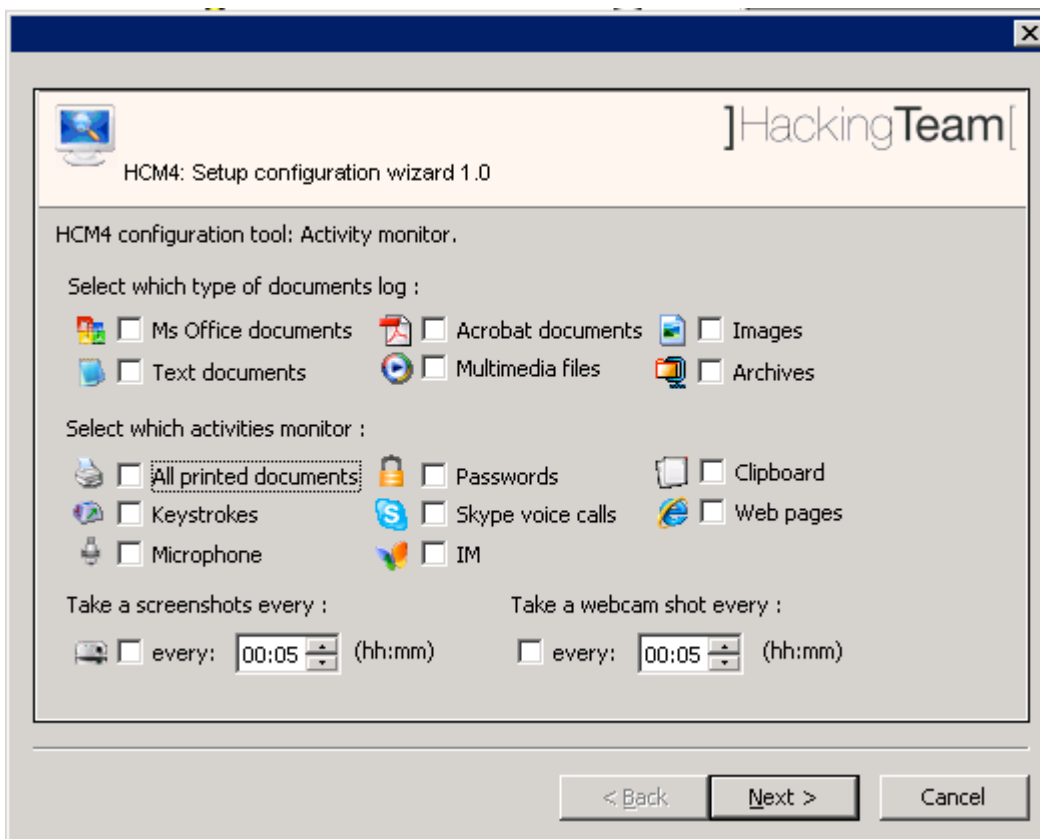 ]HackingTeam[
HCM4: Setup configuration wizard 1.0
HCM4 configuration tool: Activity monitor.
Select which type of documents log :
Ms Office documents Acrobat documents Images
Text documents Multimedia files Archives
Select which activities monitor :
All printed documents Passwords Clipboard
Keystrokes Skype voice calls Web pages
Microphone IM
Take a screenshots every : Take a webcam shot every :
every: 00:05 (hh:mm) every: 00:05 (hh:mm)
< Back Next > Cancel